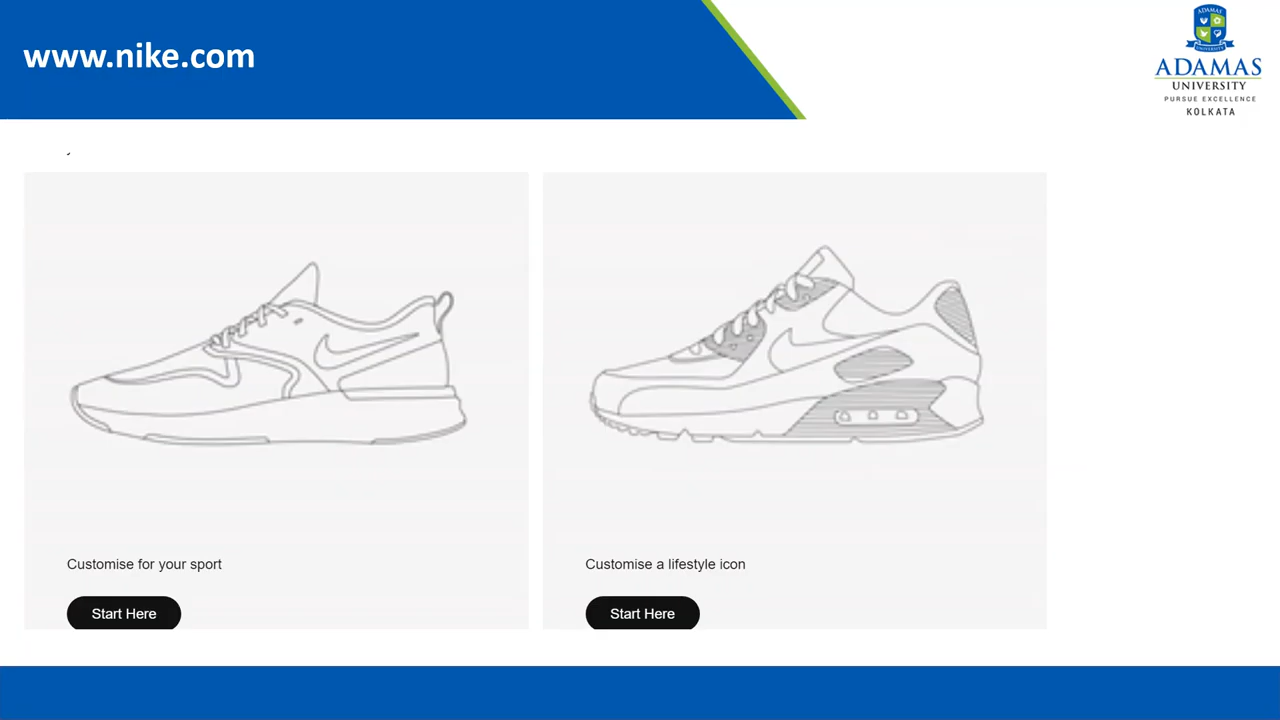 www.nike.com
ADAMAS
ADAMAS
UNIVERSITY
PURSUE EXCELLENCE
KOLKATA
Customise for your sport
Customise a lifestyle icon
Start Here
Start Here